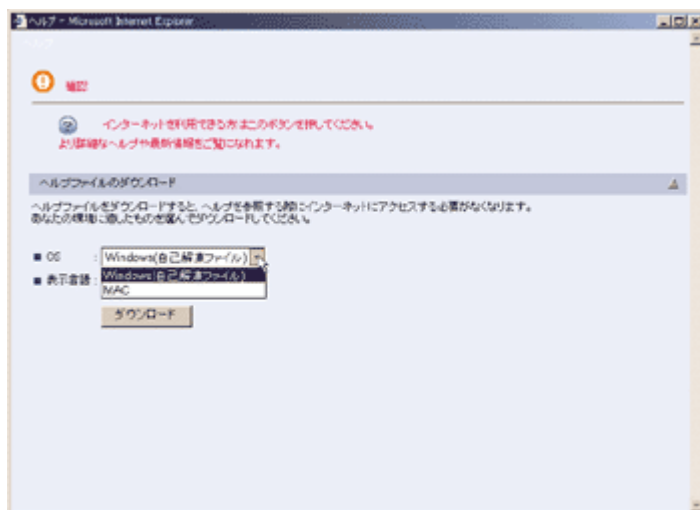 ヘルプ - Microsoft Internet Explorer
ヘルプ
確認
インターネットを利用できる方はこのボタンを押してください。
より詳細なヘルプや最新情報をご覧になれます。
ヘルプファイルのダウンロード
ヘルプファイルをダウンロードすると、ヘルプを参照する際にインターネットにアクセスする必要がなくなります。
あなたの環境に適したものを選んでダウンロードしてください。
■ OS : Windows(自己解凍ファイル)
Windows(自己解凍ファイル)
■ 表示言語 :
MAC
ダウンロード